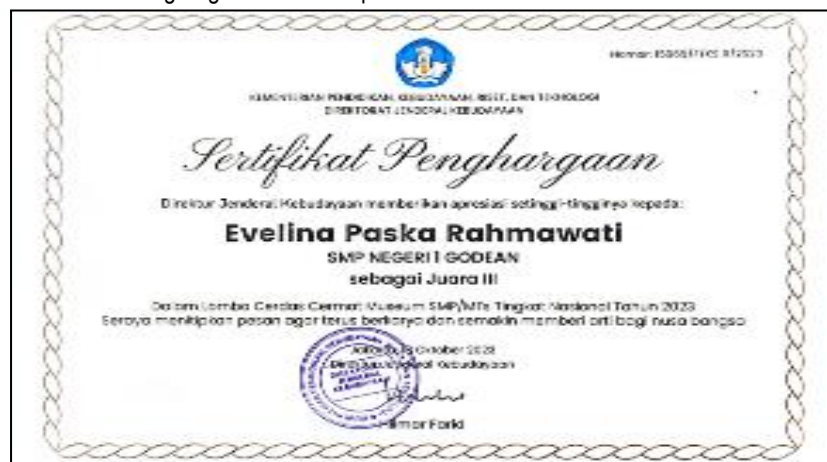 KEMENTERIAN PENDIDIKAN, KEBUDAYAAN, RISET, DAN TEKNOLOGI
DIREKTORAT JENDERAL KEBUDAYAAN
Sertifikat Penghargaan
Direktur Jenderal Kebudayaan memberikan apresiasi setinggi-tingginya kepada:
Evelina Paska Rahmawati
SMP NEGERI 1 GODEAN
sebagai Juara III
Dalam Lomba Cerdas Cermat Museum SMP/MTs Tingkat Nasional Tahun 2023
Seraya menitipkan pesan agar terus berkarya dan semakin memberi arti bagi nusa bangsa
Oktober 2023
Kebudayaan
Hilmar Farid